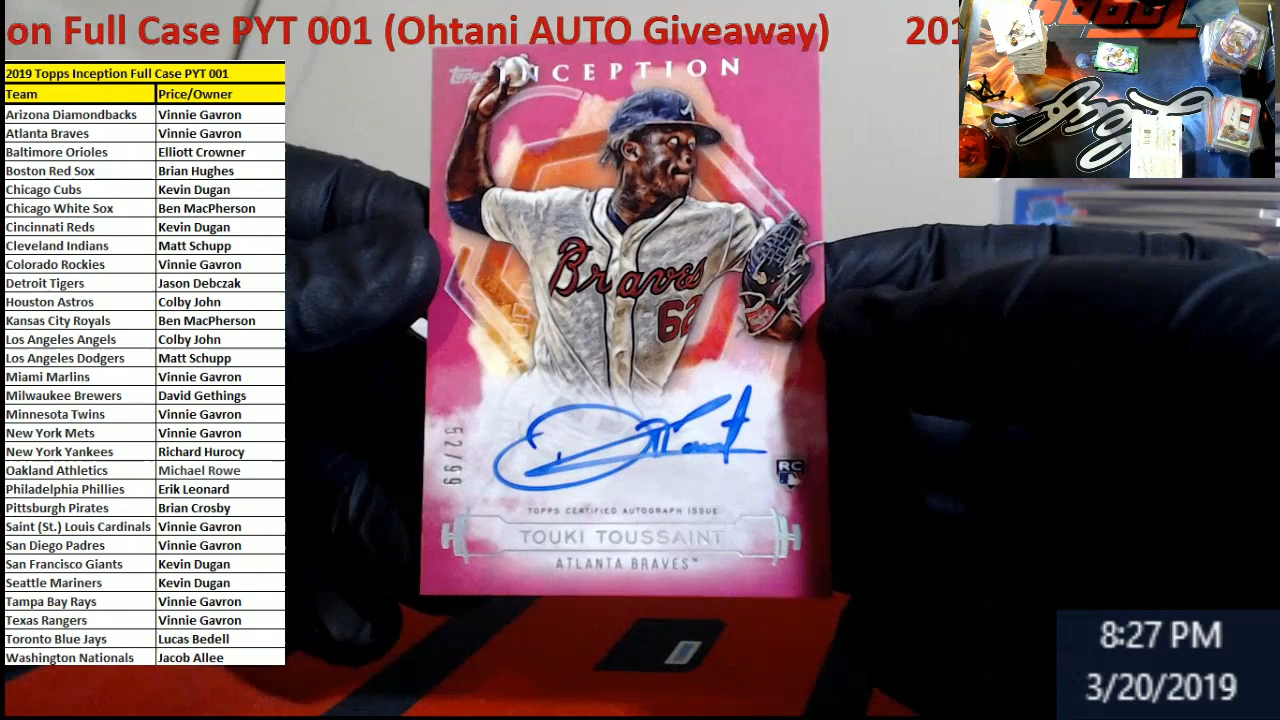 on Full Case PYT 001 (Ohtani AUTO Giveaway) 201
2019 Topps Inception Full Case PYT 001
Team Price/Owner
Arizona Diamondbacks Vinnie Gavron
Atlanta Braves Vinnie Gavron
Baltimore Orioles Elliott Crowner
Boston Red Sox Brian Hughes
Chicago Cubs Kevin Dugan
Chicago White Sox Ben MacPherson
Cincinnati Reds Kevin Dugan
Cleveland Indians Matt Schupp
Colorado Rockies Vinnie Gavron
Detroit Tigers Jason Debczak
Houston Astros Colby John
Kansas City Royals Ben MacPherson
Los Angeles Angels Colby John
Los Angeles Dodgers Matt Schupp
Miami Marlins Vinnie Gavron
Milwaukee Brewers David Gethings
Minnesota Twins Vinnie Gavron
New York Mets Vinnie Gavron
New York Yankees Richard Hurocy
Oakland Athletics Michael Rowe
Philadelphia Phillies Erik Leonard
Pittsburgh Pirates Brian Crosby
Saint (St.) Louis Cardinals Vinnie Gavron
San Diego Padres Vinnie Gavron
San Francisco Giants Kevin Dugan
Seattle Mariners Kevin Dugan
Tampa Bay Rays Vinnie Gavron
Texas Rangers Vinnie Gavron
Toronto Blue Jays Lucas Bedell
Washington Nationals Jacob Allee
Topps INCEPTION
Braves
62
52/99
RC
TOPPS CERTIFIED AUTOGRAPH ISSUE
TOUKI TOUSSAINT
ATLANTA BRAVES™
8:27 PM
3/20/2019